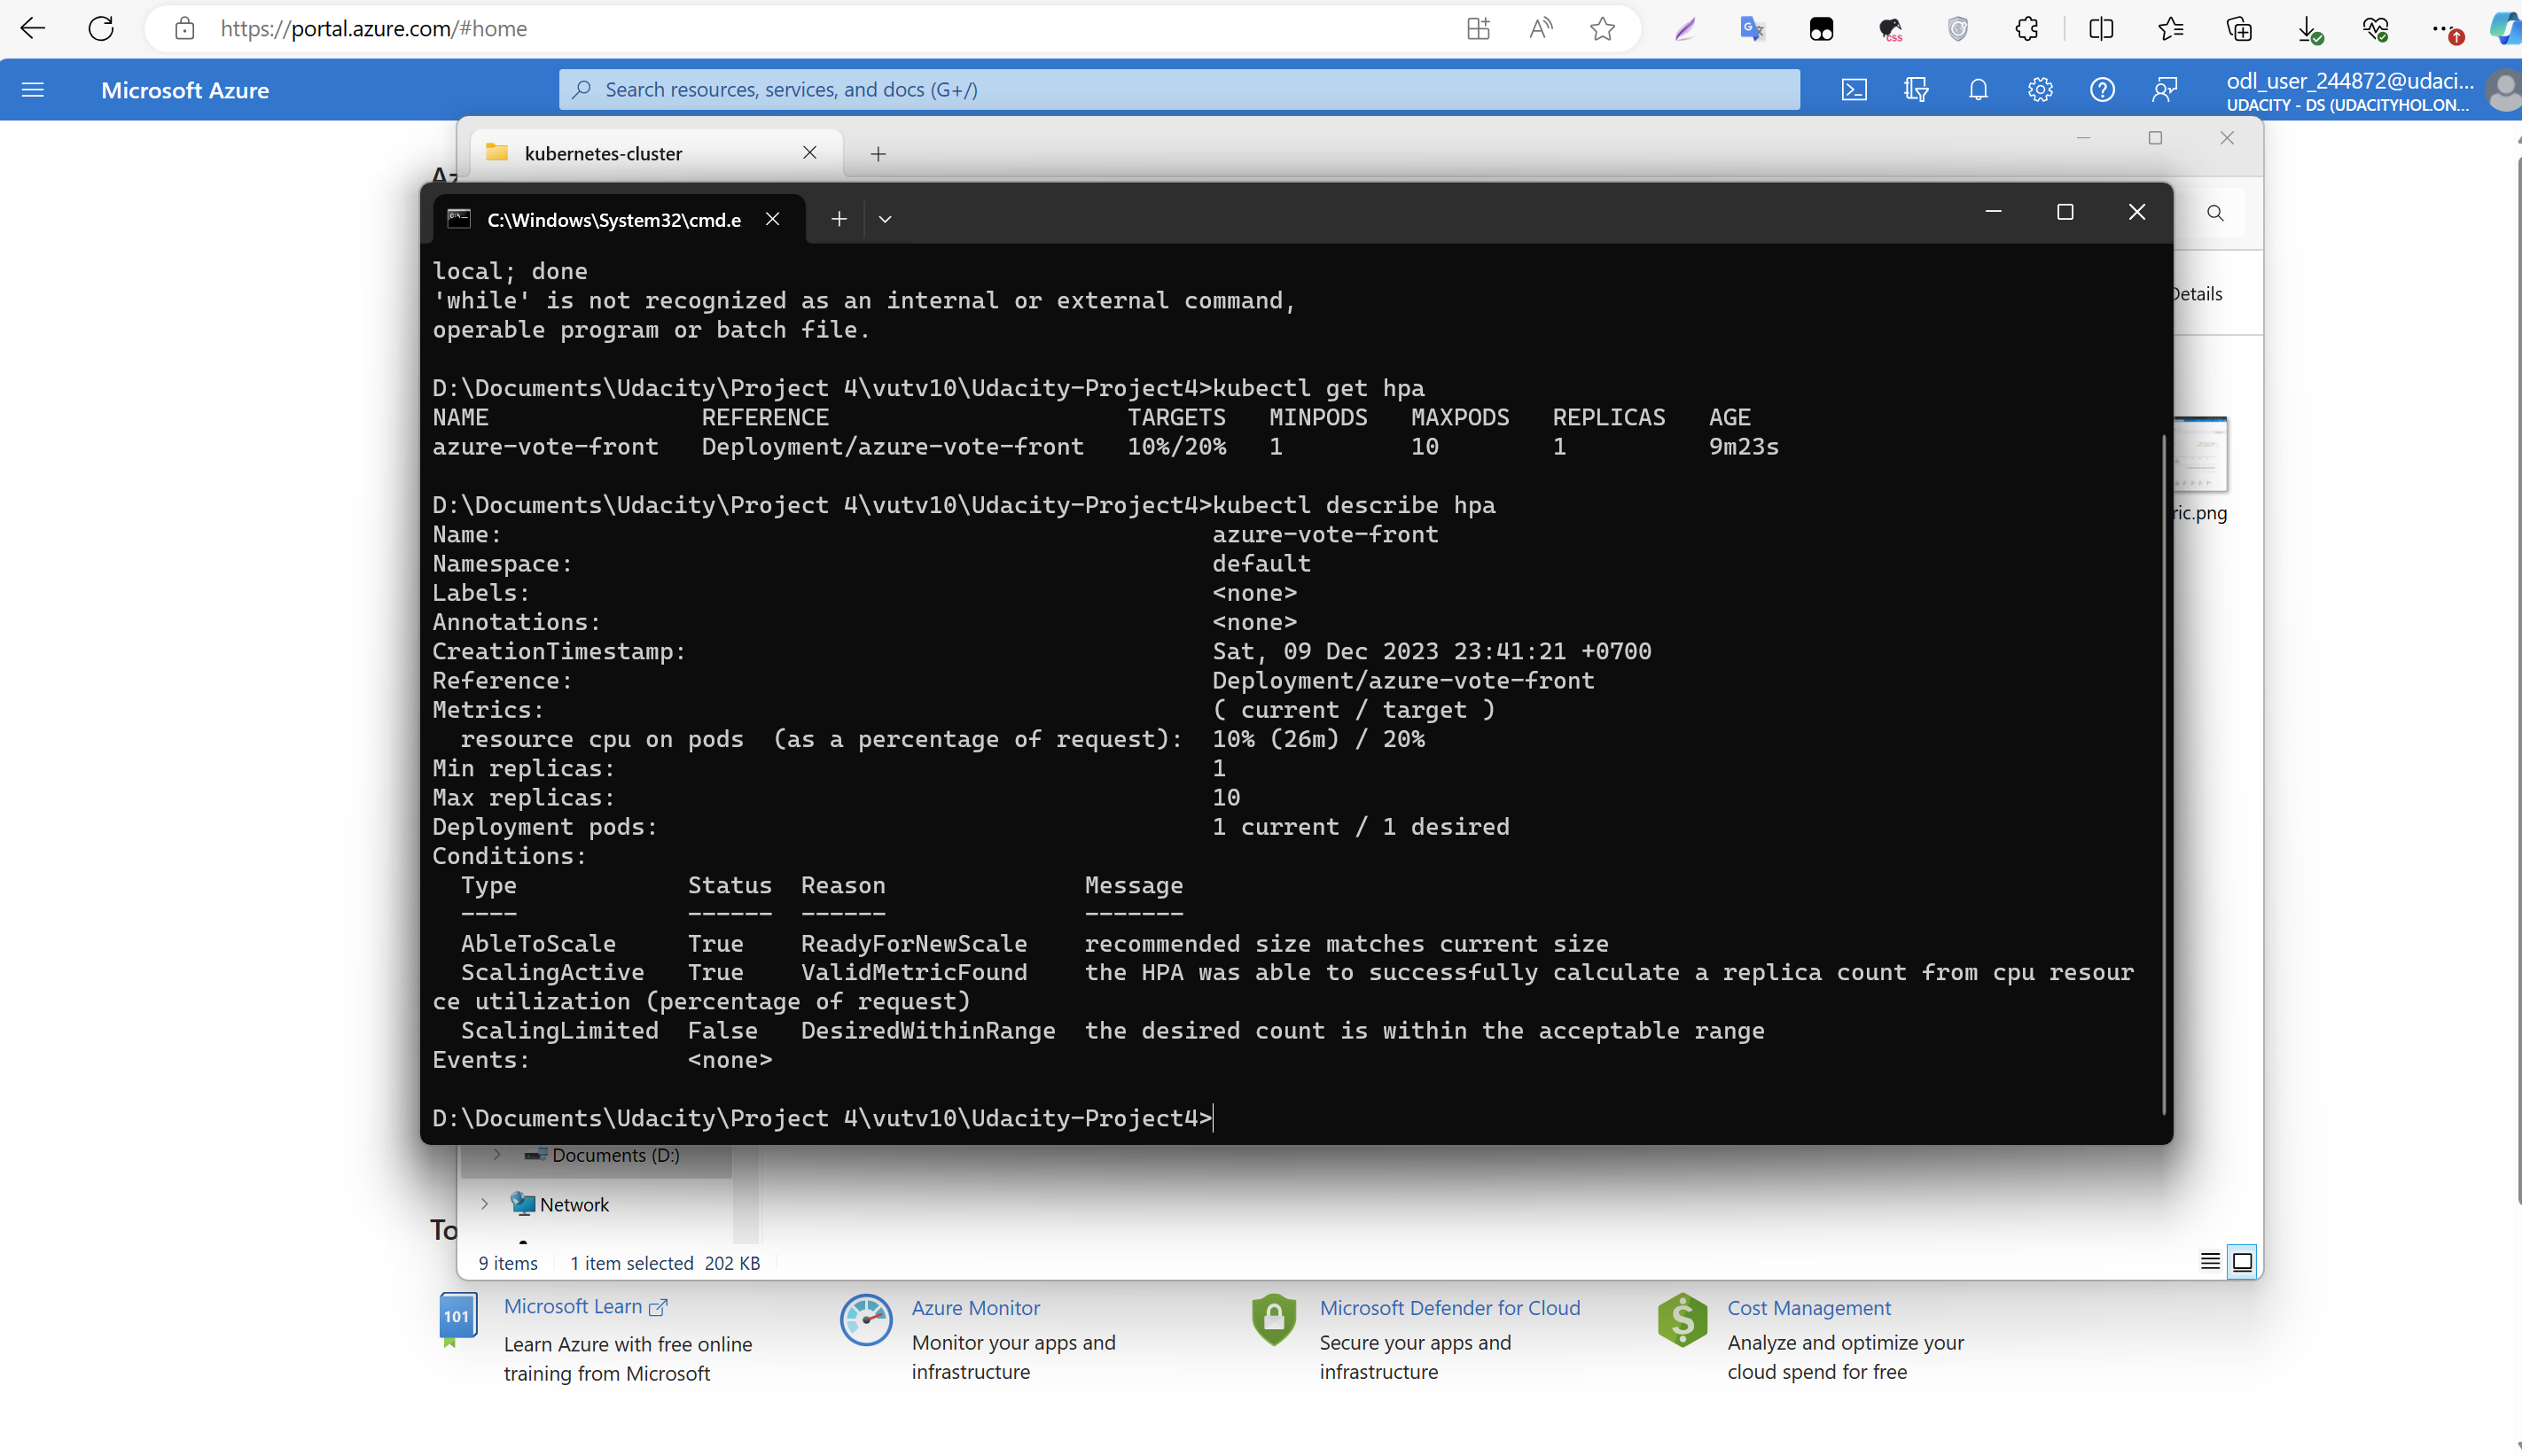 https://portal.azure.com/#home
Microsoft Azure
Search resources, services, and docs (G+/)
odl_user_244872@udaci...
UDACITY - DS (UDACITYHOL.ON...
kubernetes-cluster
C:\Windows\System32\cmd.e
Details
local; done
'while' is not recognized as an internal or external command,
operable program or batch file.
D:\Documents\Udacity\Project 4\vutv10\Udacity-Project4>kubectl get hpa
NAME REFERENCE TARGETS MINPODS MAXPODS REPLICAS AGE
azure-vote-front Deployment/azure-vote-front 10%/20% 1 10 1 9m23s
D:\Documents\Udacity\Project 4\vutv10\Udacity-Project4>kubectl describe hpa
ric.png
Name: azure-vote-front
Namespace: default
Labels: <none>
Annotations: <none>
CreationTimestamp: Sat, 09 Dec 2023 23:41:21 +0700
Reference: Deployment/azure-vote-front
Metrics: ( current / target )
resource cpu on pods (as a percentage of request): 10% (26m) / 20%
Min replicas: 1
Max replicas: 10
Deployment pods: 1 current / 1 desired
Conditions:
Type Status Reason Message
---- ------ ------ -------
AbleToScale True ReadyForNewScale recommended size matches current size
ScalingActive True ValidMetricFound the HPA was able to successfully calculate a replica count from cpu resour
ce utilization (percentage of request)
ScalingLimited False DesiredWithinRange the desired count is within the acceptable range
Events: <none>
D:\Documents\Udacity\Project 4\vutv10\Udacity-Project4>
Documents (D:)
Network
To
9 items 1 item selected 202 KB
101
Microsoft Learn
Learn Azure with free online
training from Microsoft
Azure Monitor
Monitor your apps and
infrastructure
Microsoft Defender for Cloud
Secure your apps and
infrastructure
Cost Management
Analyze and optimize your
cloud spend for free